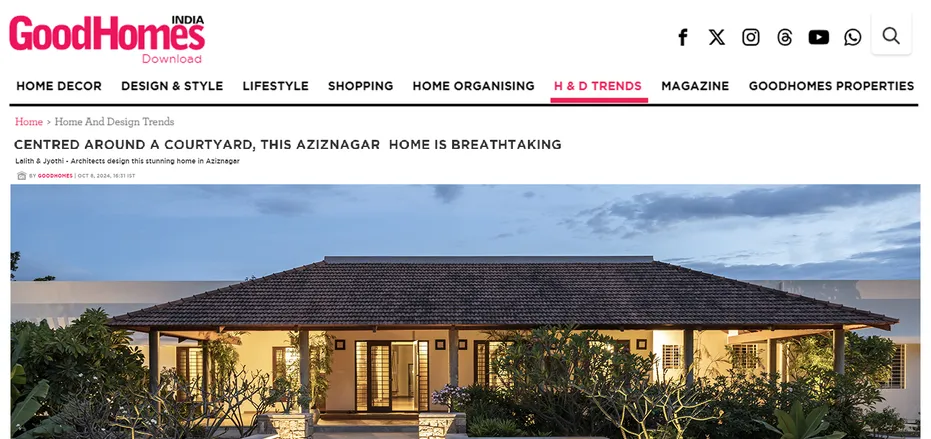 INDIA
GoodHomes
Download
HOME DECOR DESIGN & STYLE LIFESTYLE SHOPPING HOME ORGANISING H & D TRENDS MAGAZINE GOODHOMES PROPERTIES
Home > Home And Design Trends
CENTRED AROUND A COURTYARD, THIS AZIZNAGAR HOME IS BREATHTAKING
Lalith & Jyothi - Architects design this stunning home in Aziznagar
BY GOODHOMES | OCT 8, 2024, 16:31 IST